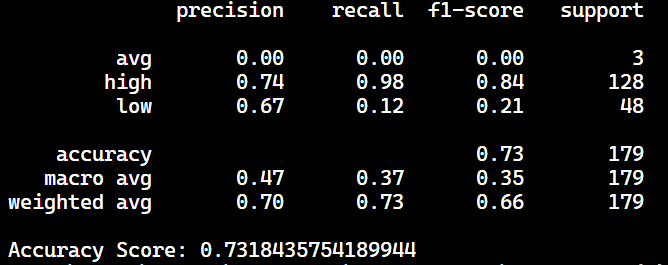 precision recall f1-score support
avg 0.00 0.00 0.00 3
high 0.74 0.98 0.84 128
low 0.67 0.12 0.21 48
accuracy 0.73 179
macro avg 0.47 0.37 0.35 179
weighted avg 0.70 0.73 0.66 179
Accuracy Score: 0.7318435754189944